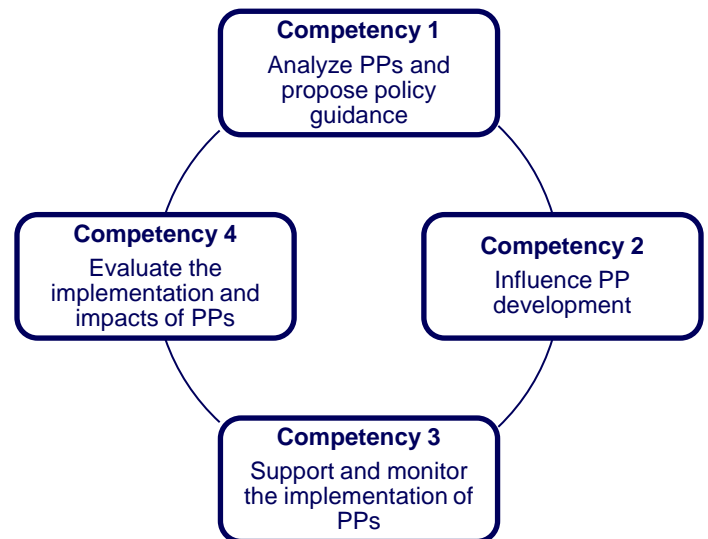 Competency 1
Analyze PPs and
propose policy
guidance
Competency 4
Evaluate the
implementation and
impacts of PPs
Competency 2
Influence PP
development
Competency 3
Support and monitor
the implementation of
PPs